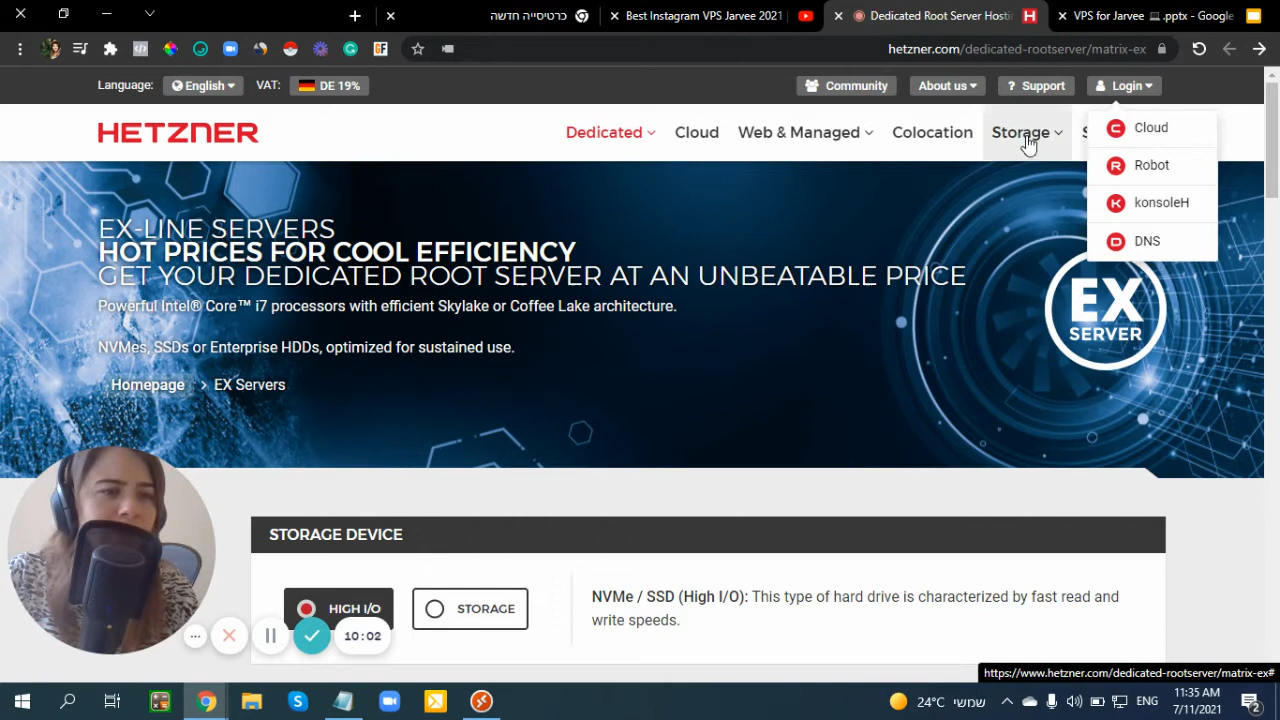 כרטיסייה חדשה
Best Instagram VPS Jarvee 2021
Dedicated Root Server Hosti
VPS for Jarvee 💻.pptx - Google
hetzner.com/dedicated-rootserver/matrix-ex
Language: English VAT: DE 19% Community About us ? Support Login
HETZNER Dedicated Cloud Web & Managed Colocation Storage S
C Cloud
R Robot
K konsoleH
D DNS
EX-LINE SERVERS
HOT PRICES FOR COOL EFFICIENCY
GET YOUR DEDICATED ROOT SERVER AT AN UNBEATABLE PRICE
Powerful Intel® Core™ i7 processors with efficient Skylake or Coffee Lake architecture.
NVMes, SSDs or Enterprise HDDs, optimized for sustained use.
Homepage > EX Servers
EX
SERVER
STORAGE DEVICE
HIGH I/O STORAGE
NVMe / SSD (High I/O): This type of hard drive is characterized by fast read and
write speeds.
10:02
https://www.hetzner.com/dedicated-rootserver/matrix-ex#
24°C שמשי ENG
11:35 AM
7/11/2021
2